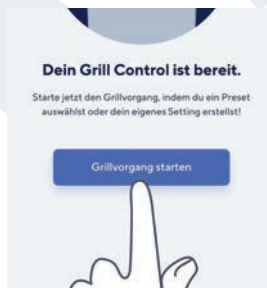 Dein Grill Control ist bereit.
Starte jetzt den Grillvorgang, indem du ein Preset
auswählst oder dein eigenes Setting erstellst!
Grillvorgang starten